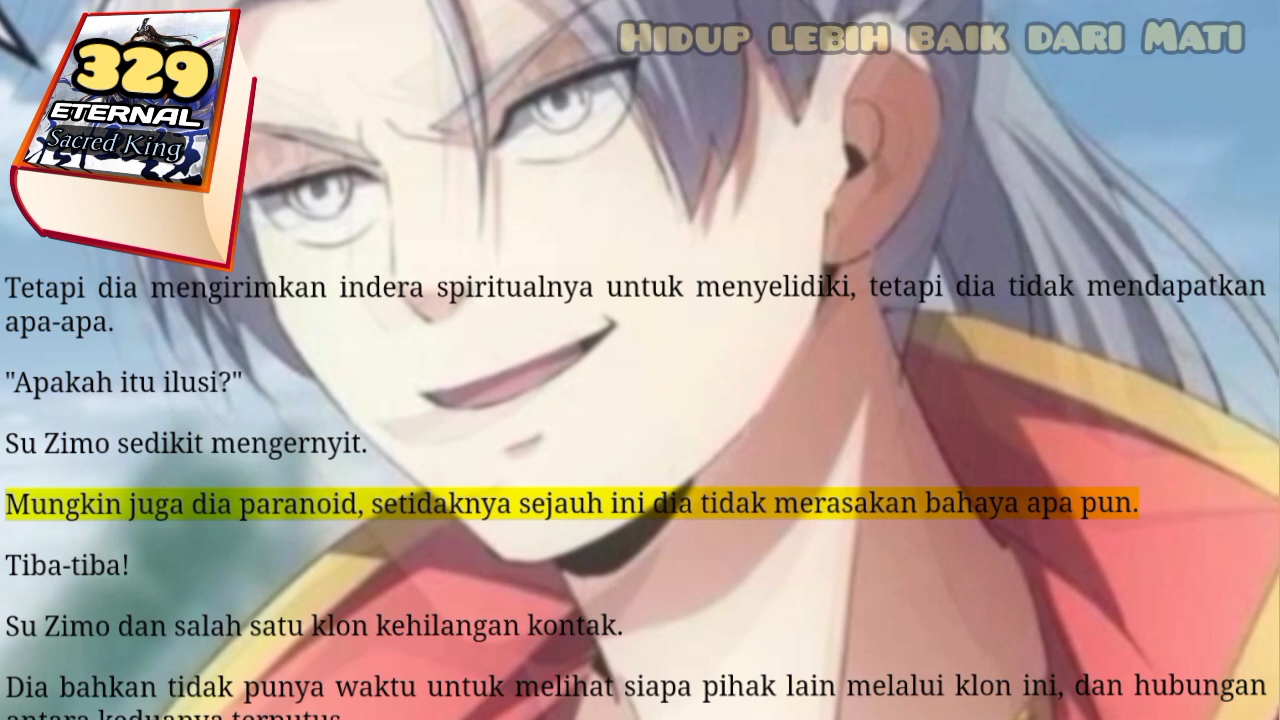 Hidup lebih baik dari Mati
329
ETERNAL
Sacred King
Tetapi dia mengirimkan indera spiritualnya untuk menyelidiki, tetapi dia tidak mendapatkan
apa-apa.
"Apakah itu ilusi?"
Su Zimo sedikit mengernyit.
Mungkin juga dia paranoid, setidaknya sejauh ini dia tidak merasakan bahaya apa pun.
Tiba-tiba!
Su Zimo dan salah satu klon kehilangan kontak.
Dia bahkan tidak punya waktu untuk melihat siapa pihak lain melalui klon ini, dan hubungan
antara keduanya terputus.